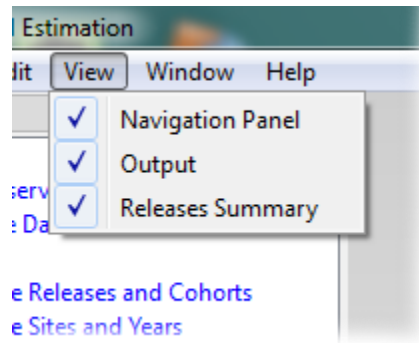 Estimation
View Window Help
Navigation Panel
Output
Releases Summary
Releases and Cohorts
Sites and Years